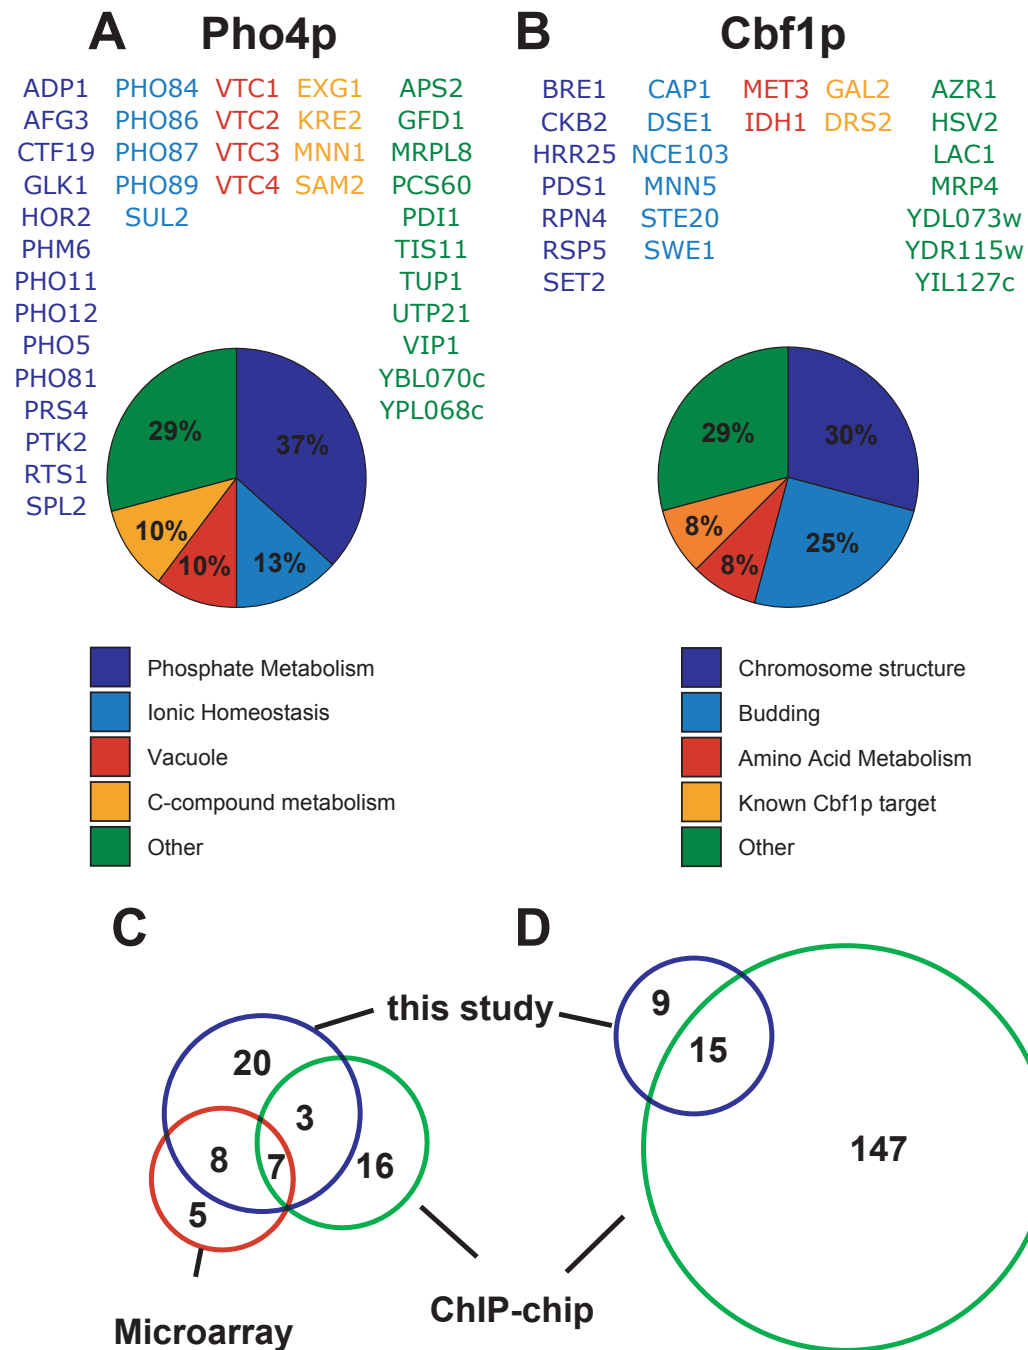 A Pho4p
ADP1 PHO84 VTC1 EXG1 APS2
AFG3 PHO86 VTC2 KRE2 GFD1
CTF19 PHO87 VTC3 MNN1 MRPL8
GLK1 PHO89 VTC4 SAM2 PCS60
HOR2 SUL2 PDI1
PHM6 TIS11
PHO11 TUP1
PHO12 UTP21
PHO5 VIP1
PHO81 YBL070c
PRS4 YPL068c
PTK2
RTS1
SPL2
29%
37%
10%
10%
13%
Phosphate Metabolism
Ionic Homeostasis
Vacuole
C-compound metabolism
Other
B Cbf1p
BRE1 CAP1 MET3 GAL2 AZR1
CKB2 DSE1 IDH1 DRS2 HSV2
HRR25 NCE103 LAC1
PDS1 MNN5 MRP4
RPN4 STE20 YDL073w
RSP5 SWE1 YDR115w
SET2 YIL127c
29%
30%
8%
8%
25%
Chromosome structure
Budding
Amino Acid Metabolism
Known Cbf1p target
Other
C
D
this study
20
3
8
7
16
5
Microarray
ChIP-chip
9
15
147